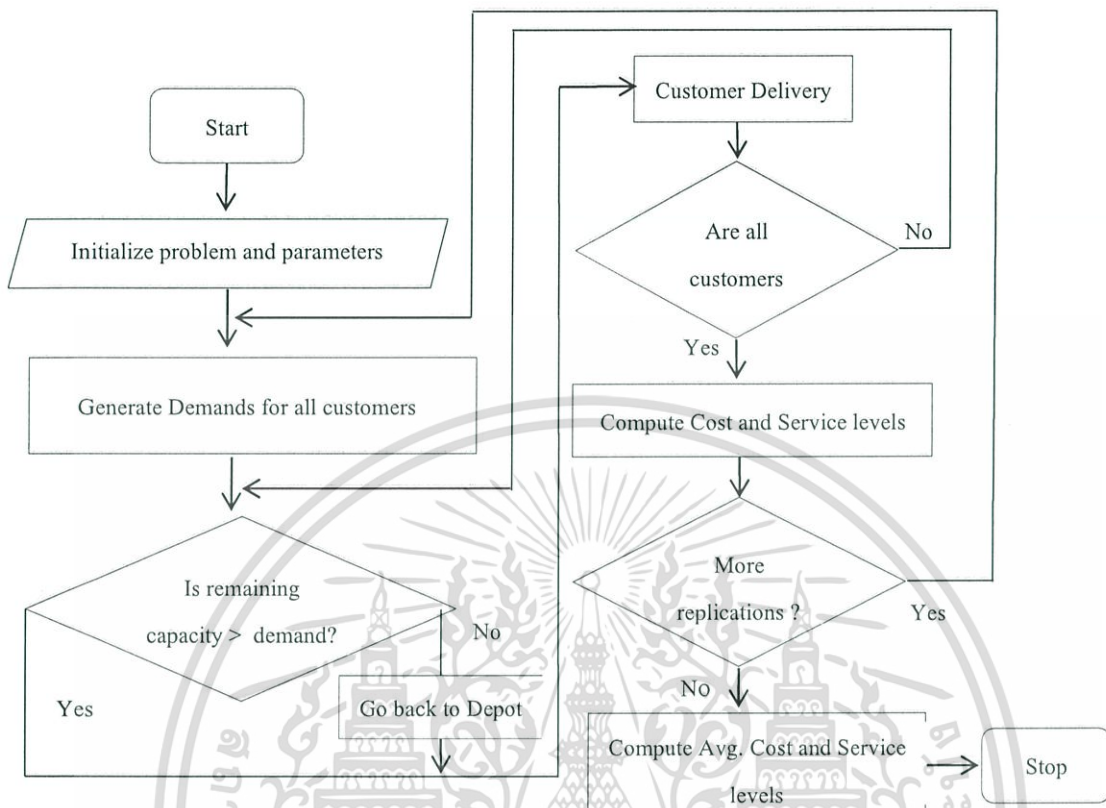 Start
Initialize problem and parameters
Generate Demands for all customers
Is remaining
capacity > demand?
Yes
No
Go back to Depot
Customer Delivery
Are all
customers
No
Yes
Compute Cost and Service levels
More
replications ?
Yes
No
Compute Avg. Cost and Service
levels
Stop